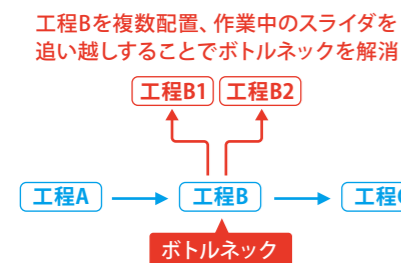 工程Bを複数配置、作業中のスライダを
追い越しすることでボトルネックを解消
工程B1 工程B2
工程A 工程B 工程
ボトルネック